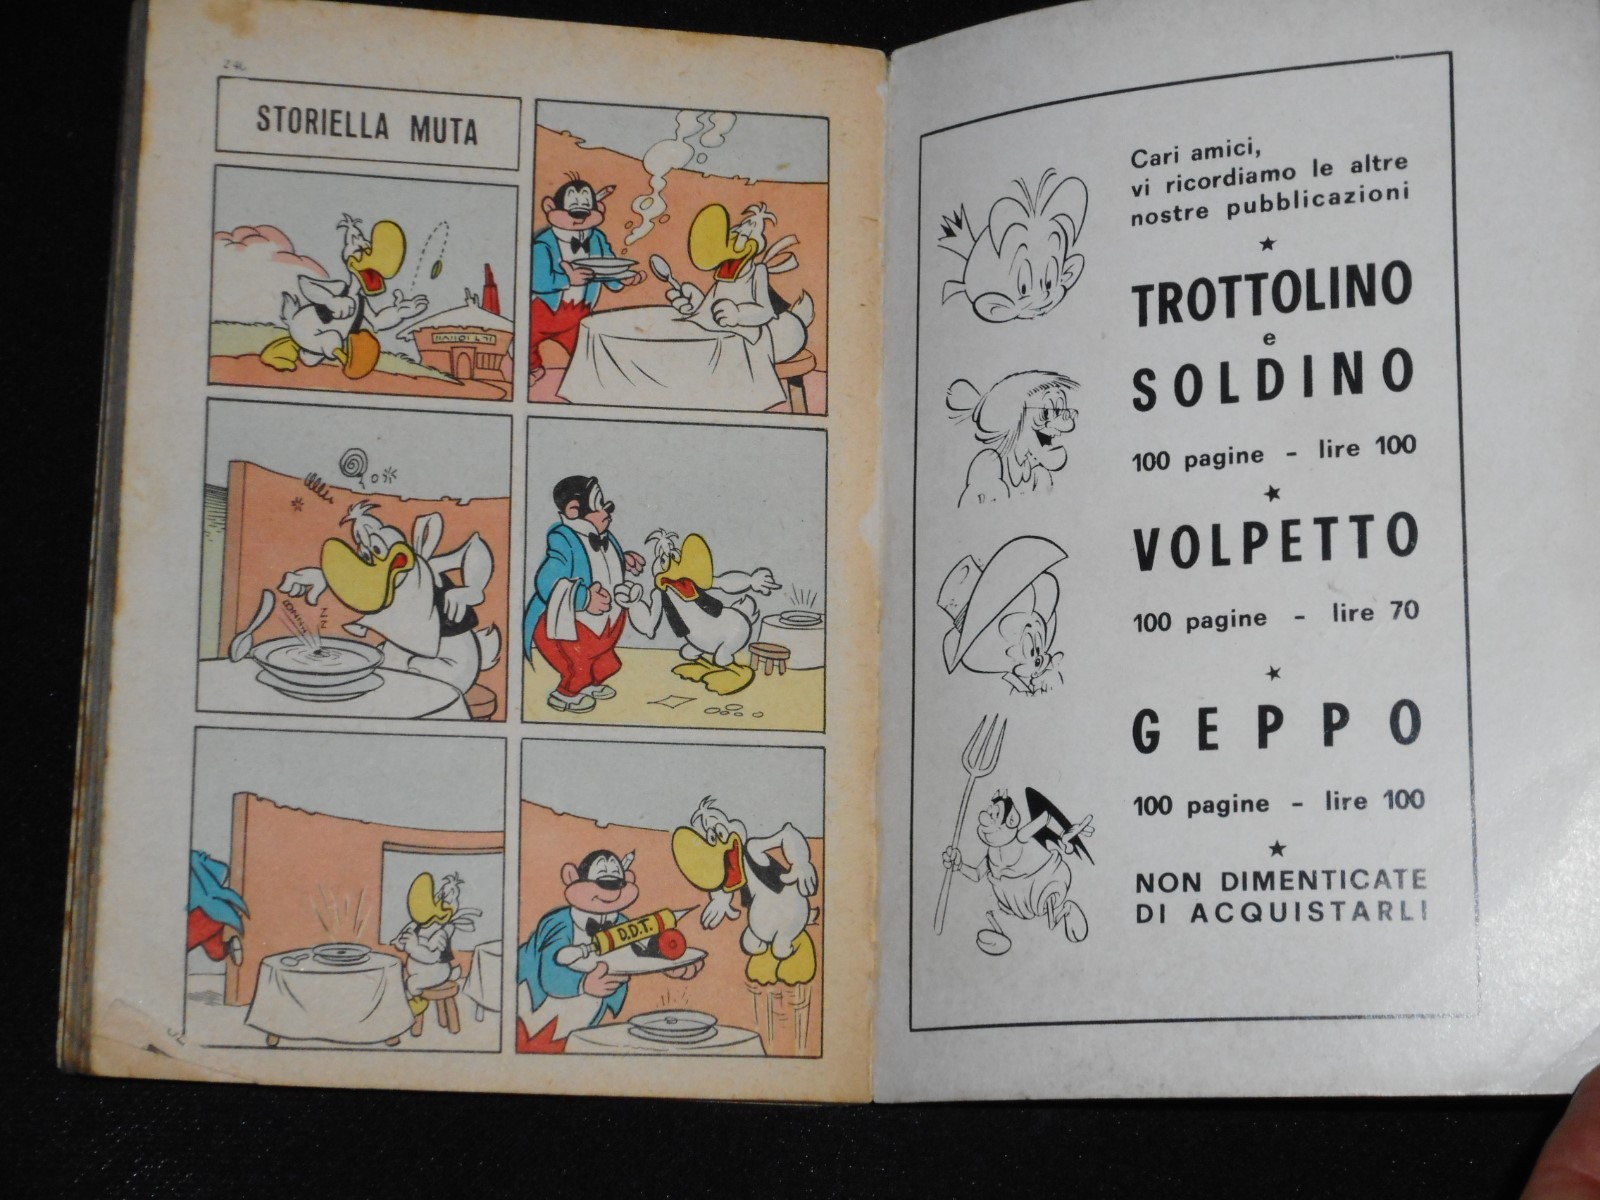 STORIELLA MUTA
D.D.T.
Cari amici,
vi ricordiamo le altre
nostre pubblicazioni
TROTTOLINO
e
SOLDINO
100 pagine - lire 100
VOLPETTO
100 pagine - lire 70
GEPPO
100 pagine - lire 100
NON DIMENTICATE
DI ACQUISTARLI